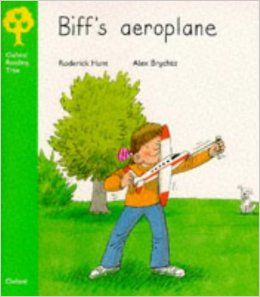 Biff's aeroplane
Oxford
Reading
Tree
Roderick Hunt Alex Brychta
Oxford